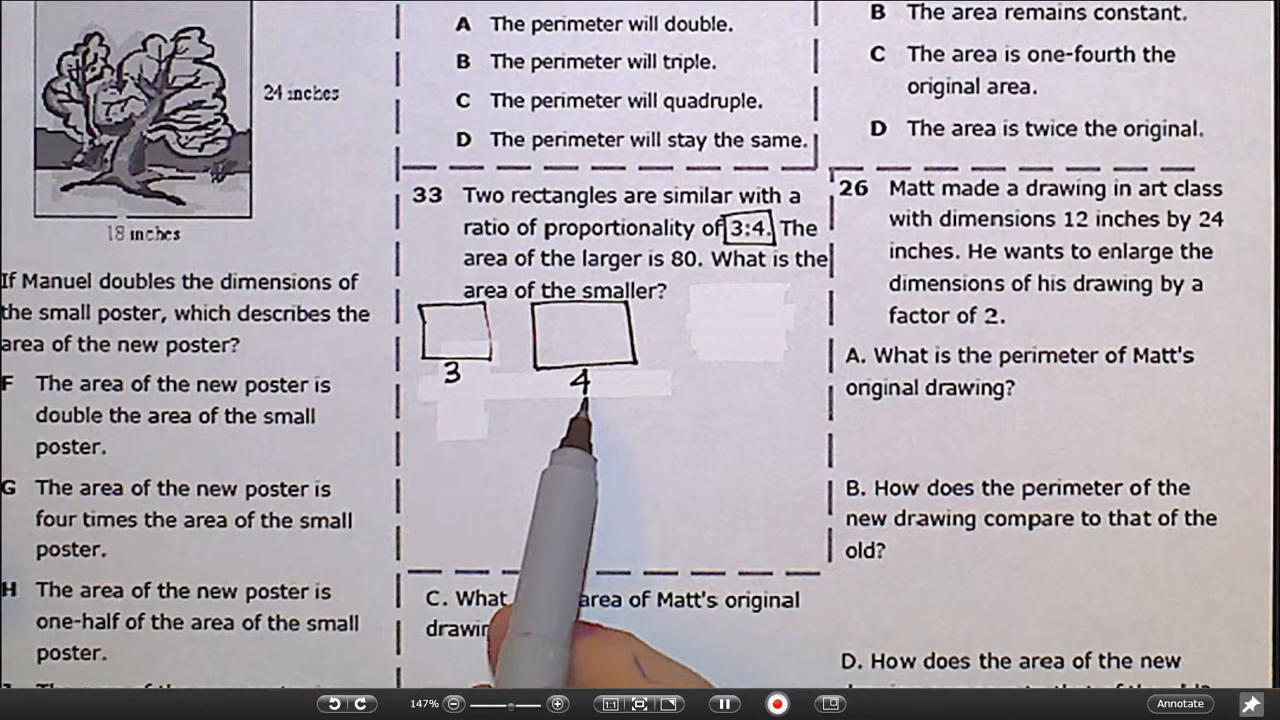 24 inches
18 inches
If Manuel doubles the dimensions of
the small poster, which describes the
area of the new poster?
F The area of the new poster is
double the area of the small
poster.
G The area of the new poster is
four times the area of the small
poster.
H The area of the new poster is
one-half of the area of the small
poster.
A The perimeter will double.
B The perimeter will triple.
C The perimeter will quadruple.
D The perimeter will stay the same.
33 Two rectangles are similar with a
ratio of proportionality of 3:4. The
area of the larger is 80. What is the
area of the smaller?
3
4
C. What area of Matt's original
B The area remains constant.
C The area is one-fourth the
original area.
D The area is twice the original.
26 Matt made a drawing in art class
with dimensions 12 inches by 24
inches. He wants to enlarge the
dimensions of his drawing by a
factor of 2.
A. What is the perimeter of Matt's
original drawing?
B. How does the perimeter of the
new drawing compare to that of the
old?
D. How does the area of the new
147%
1:1
Annotate